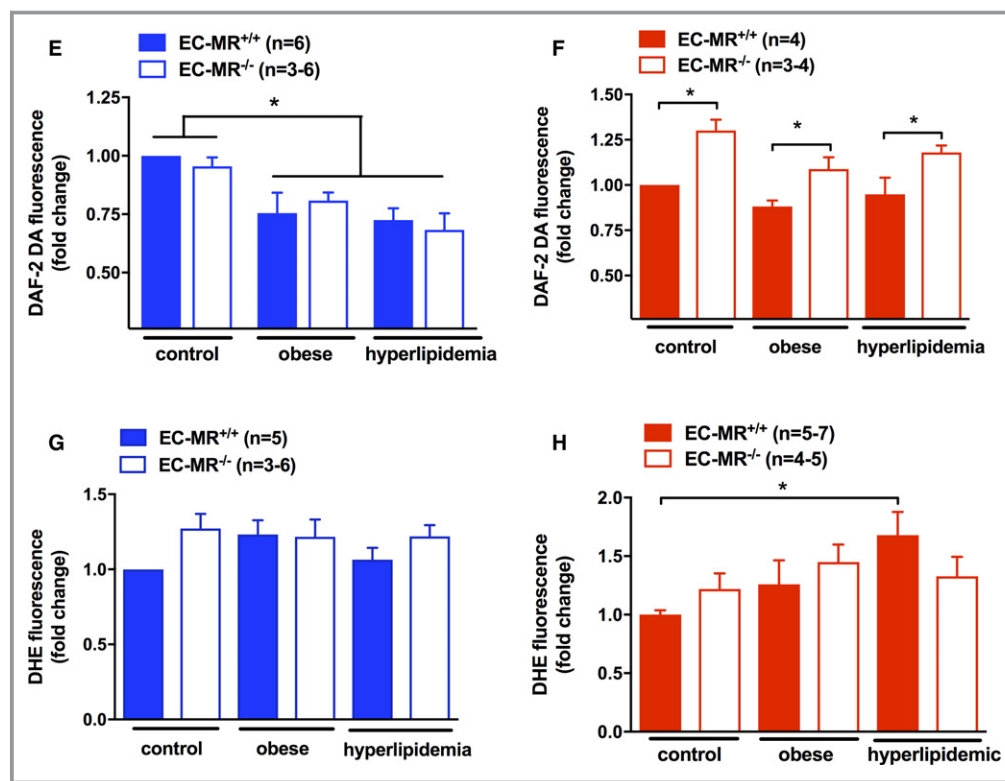 E
EC-MR+/+ (n=6)
EC-MR-/- (n=3-6)
DAF-2 DA fluorescence
(fold change)
1.25
1.00
0.75
0.50
*
control
obese
hyperlipidemia
F
EC-MR+/+ (n=4)
EC-MR-/- (n=3-4)
DAF-2 DA fluorescence
(fold change)
1.50
1.25
1.00
0.75
0.50
*
*
*
control
obese
hyperlipidemia
G
EC-MR+/+ (n=5)
EC-MR-/- (n=3-6)
DHE fluorescence
(fold change)
1.5
1.0
0.5
0.0
control
obese
hyperlipidemia
H
EC-MR+/+ (n=5-7)
EC-MR-/- (n=4-5)
DHE fluorescence
(fold change)
2.0
1.5
1.0
0.5
0.0
*
control
obese
hyperlipidemic